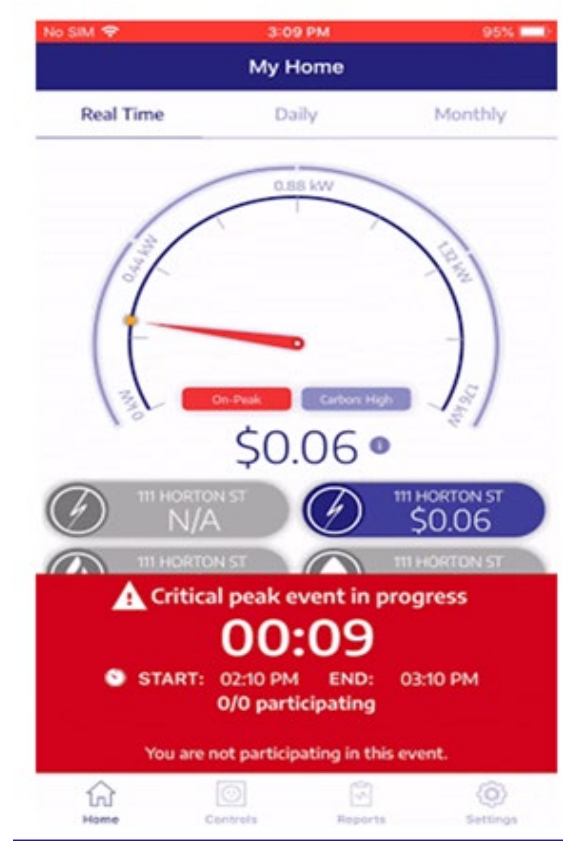 No SIM 3:09 PM 95%
My Home
Real Time Daily Monthly
0 kW
0.44 kW
0.88 kW
1.32 kW
1.76 kW
On-Peak Carbon: High
$0.06 i
111 HORTON ST 111 HORTON ST
N/A $0.06
111 HORTON ST 111 HORTON ST
Critical peak event in progress
00:09
START: 02:10 PM END: 03:10 PM
0/0 participating
You are not participating in this event.
Home Controls Reports Settings